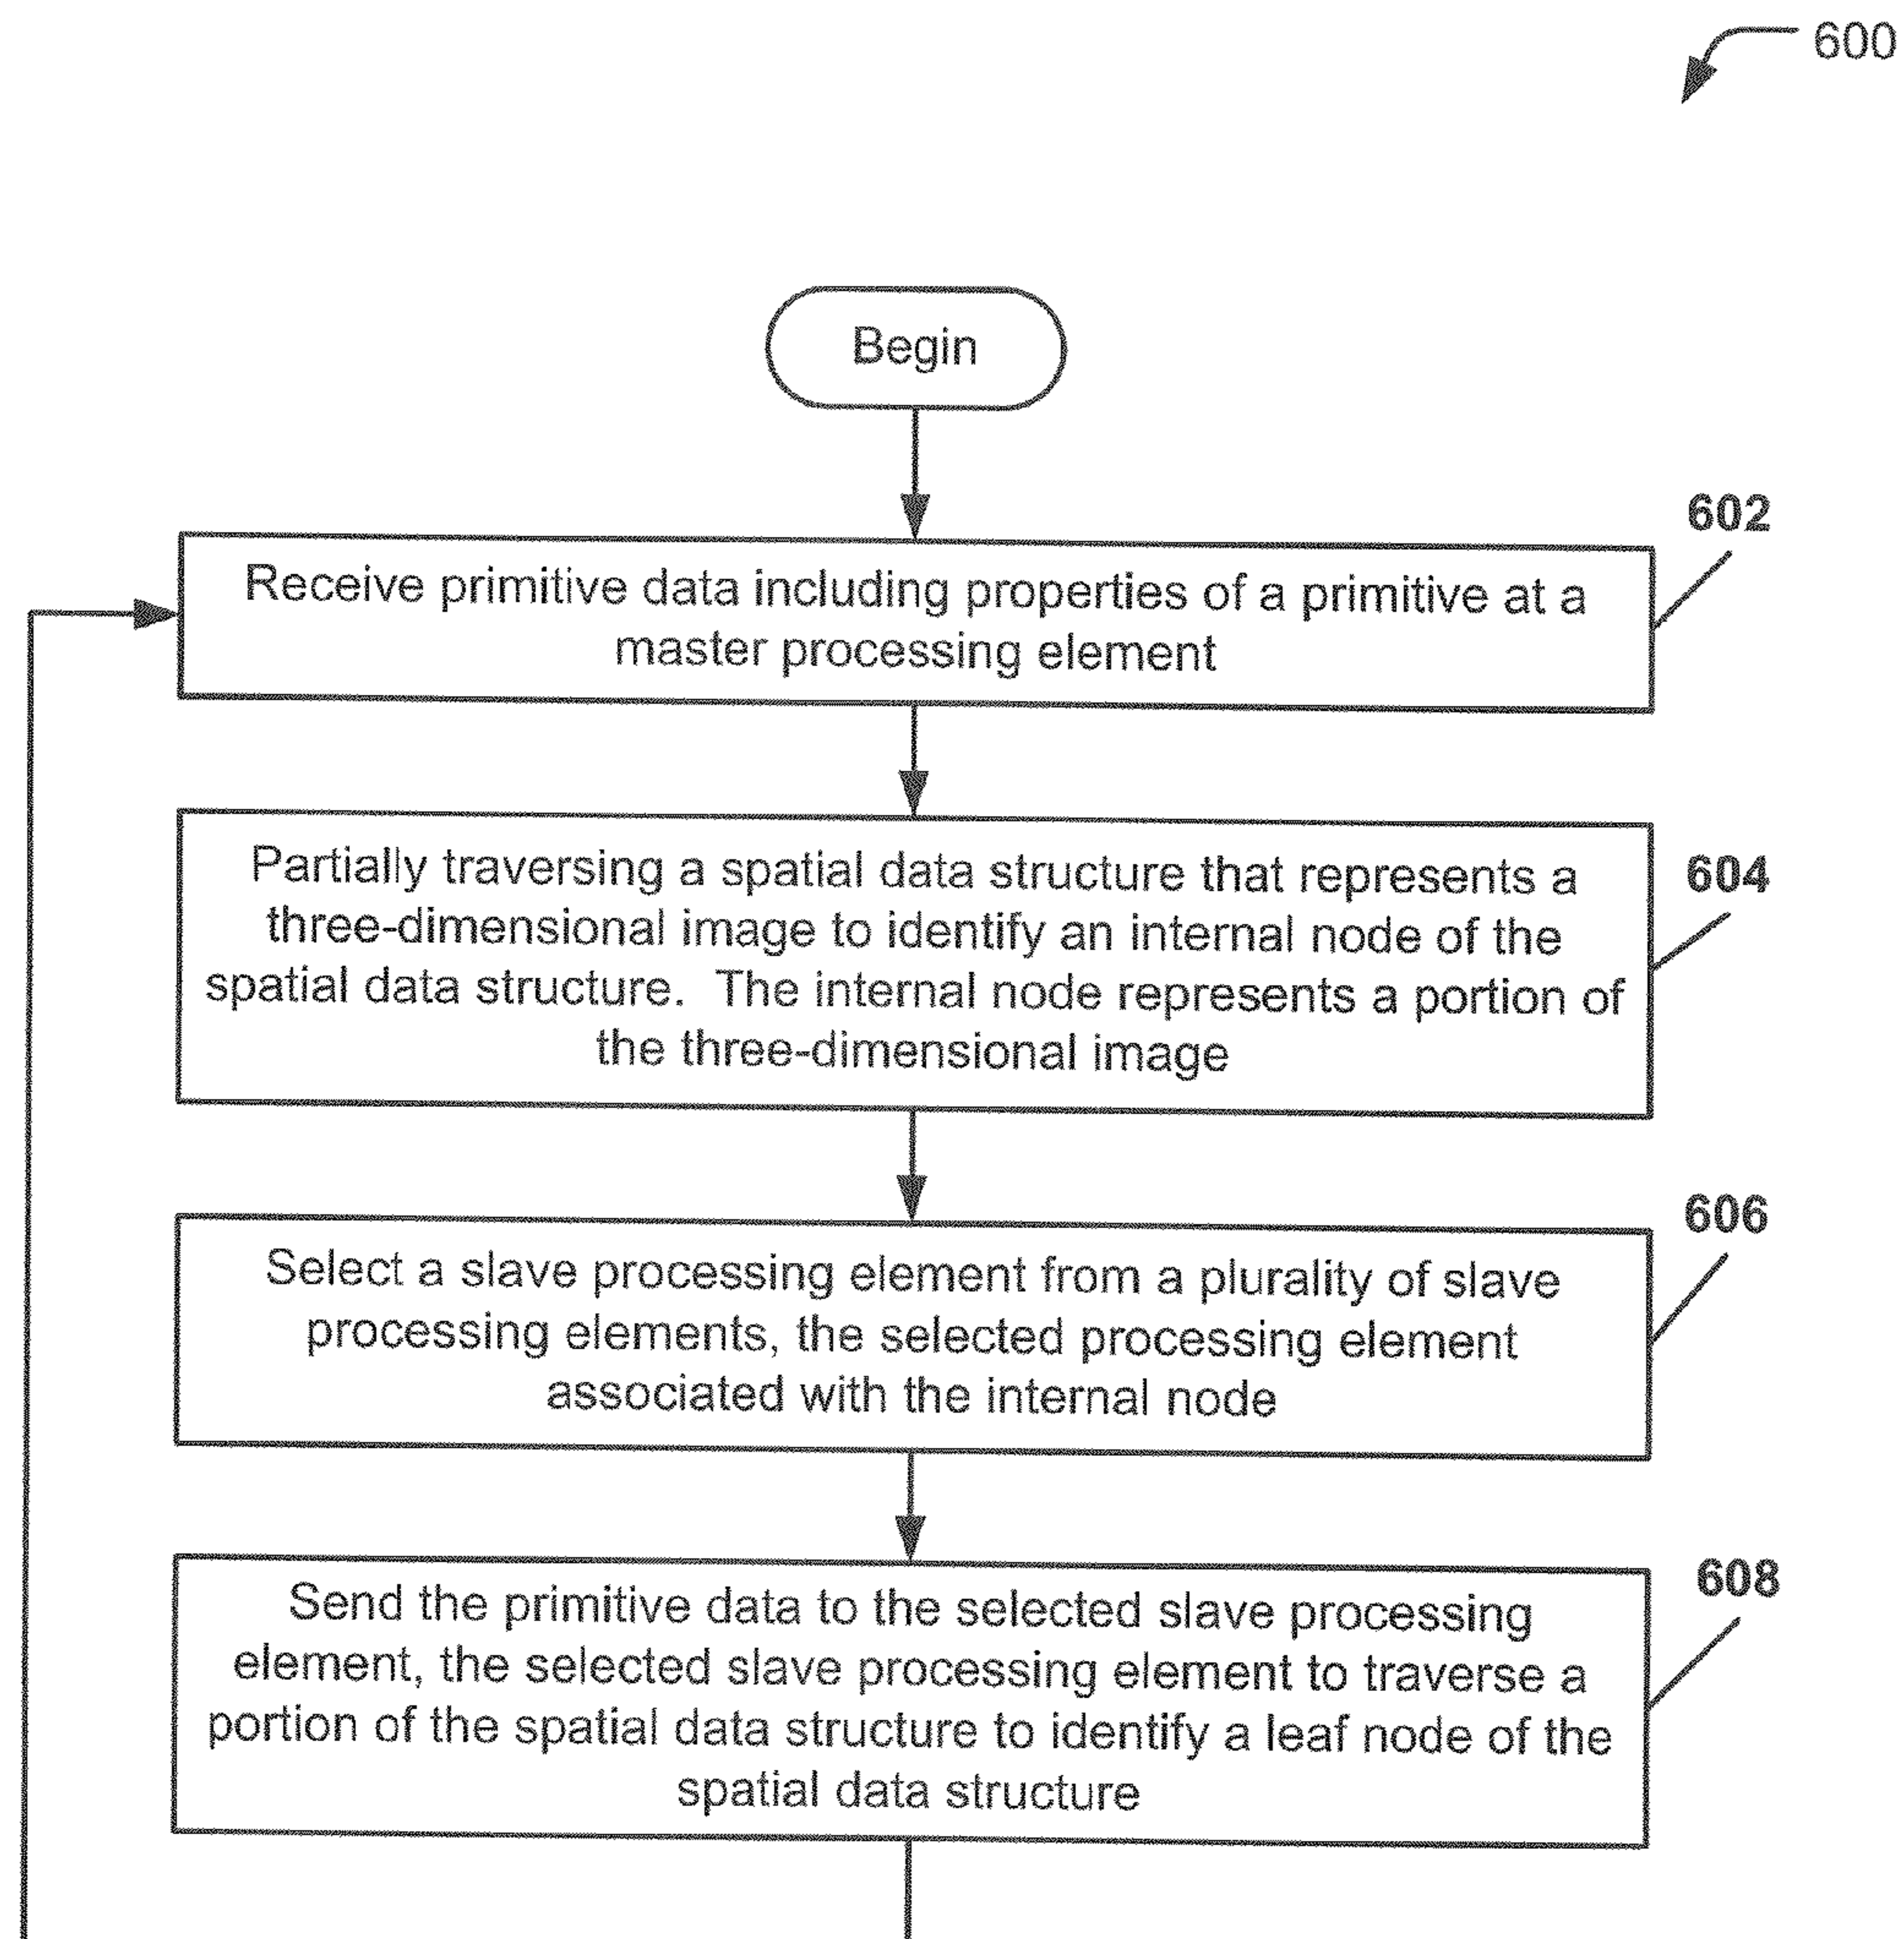 600
Begin
602
Receive primitive data including properties of a primitive at a
master processing element
604
Partially traversing a spatial data structure that represents a
three-dimensional image to identify an internal node of the
spatial data structure.  The internal node represents a portion of
the three-dimensional image
606
Select a slave processing element from a plurality of slave
processing elements, the selected processing element
associated with the internal node
608
Send the primitive data to the selected slave processing
element, the selected slave processing element to traverse a
portion of the spatial data structure to identify a leaf node of the
spatial data structure